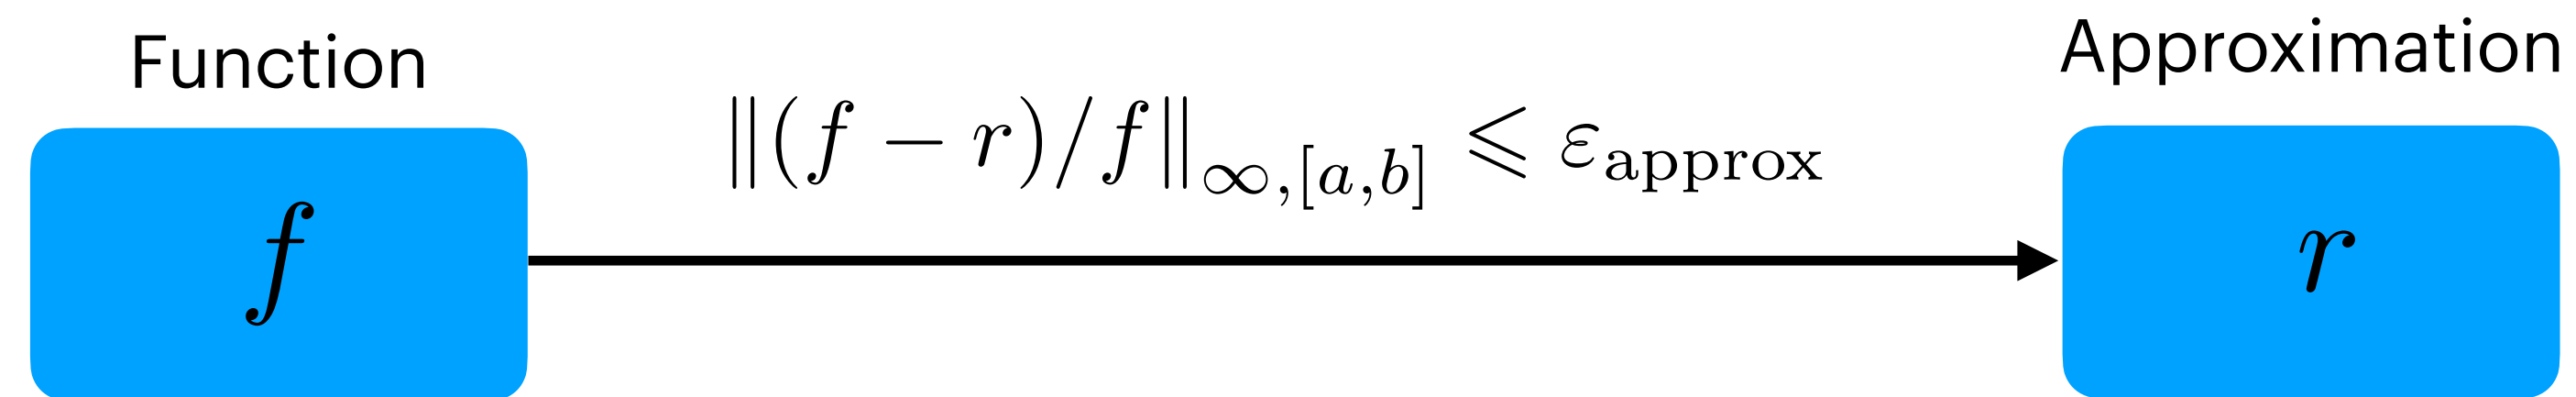 Function
Approximation
‖(f − r)/f‖∞,[a,b] ⩽ εapprox
f
r